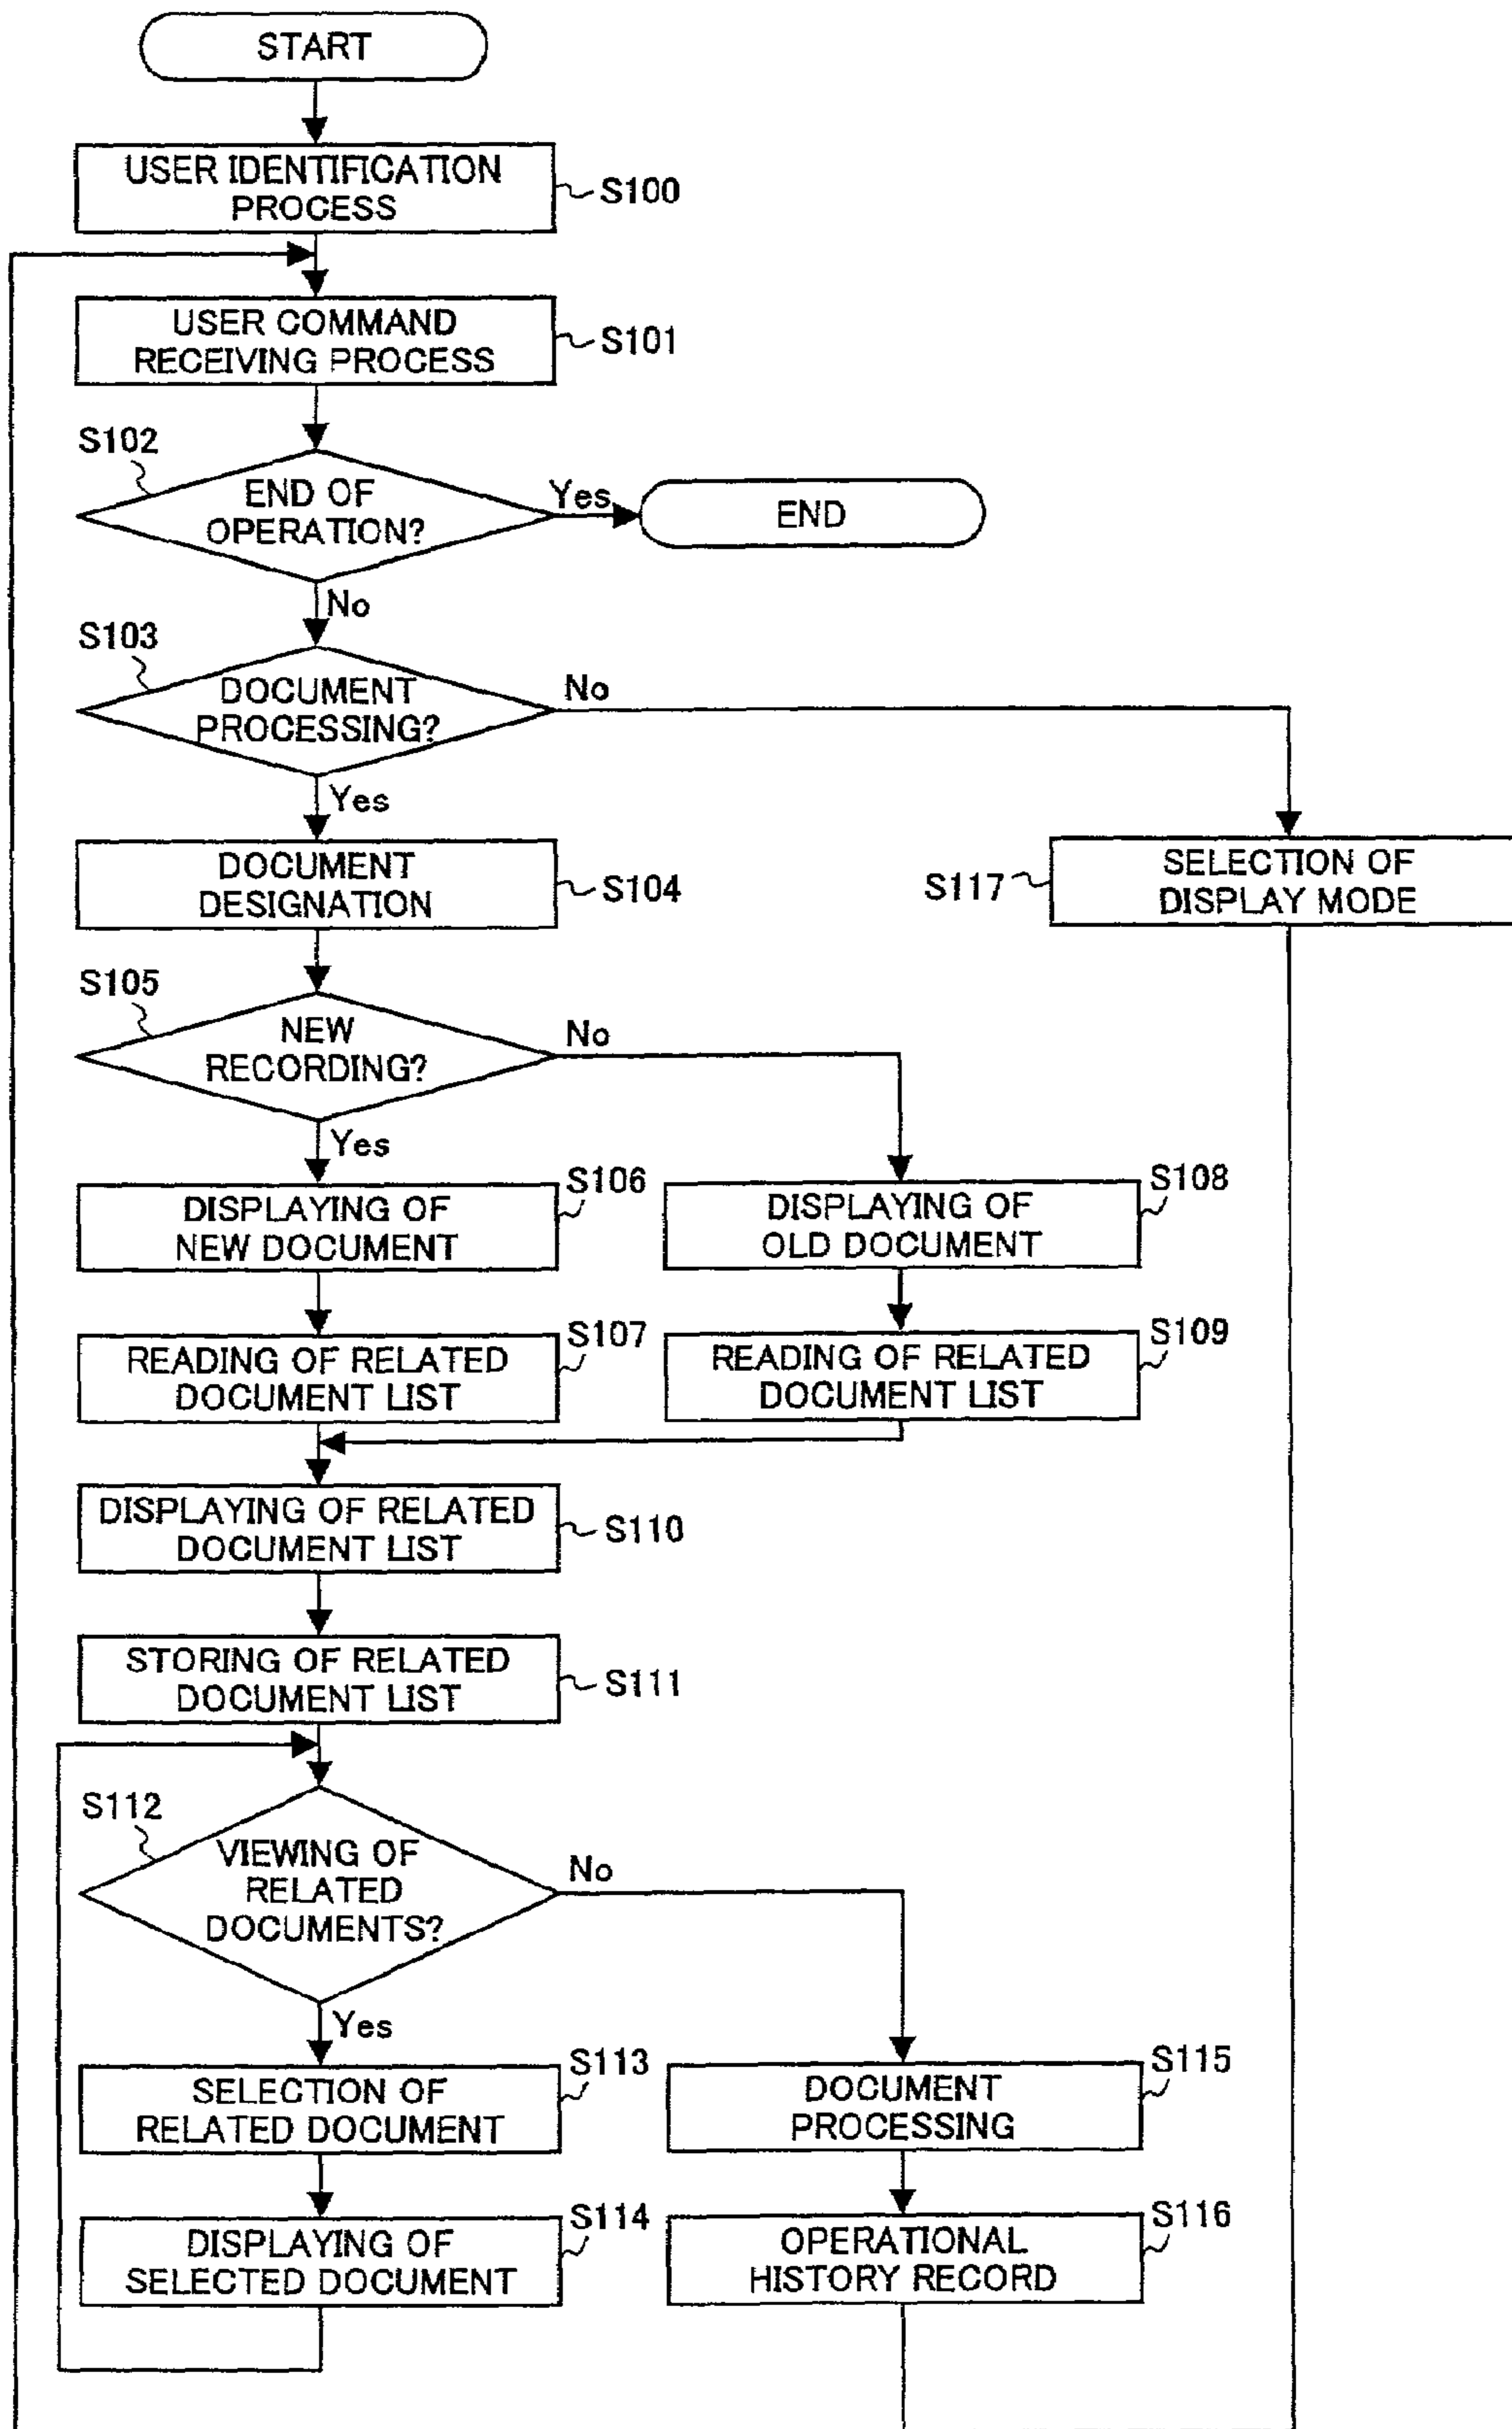 START
USER IDENTIFICATION
PROCESS
S100
USER COMMAND
RECEIVING PROCESS
S101
S102
END OF
OPERATION?
Yes
END
No
S103
DOCUMENT
PROCESSING?
No
Yes
DOCUMENT
DESIGNATION
S104
S117
SELECTION OF
DISPLAY MODE
S105
NEW
RECORDING?
No
Yes
S106
DISPLAYING OF
NEW DOCUMENT
S108
DISPLAYING OF
OLD DOCUMENT
S107
READING OF RELATED
DOCUMENT LIST
S109
READING OF RELATED
DOCUMENT LIST
DISPLAYING OF RELATED
DOCUMENT LIST
S110
STORING OF RELATED
DOCUMENT LIST
S111
S112
VIEWING OF
RELATED
DOCUMENTS?
No
Yes
S113
SELECTION OF
RELATED DOCUMENT
S115
DOCUMENT
PROCESSING
S114
DISPLAYING OF
SELECTED DOCUMENT
S116
OPERATIONAL
HISTORY RECORD